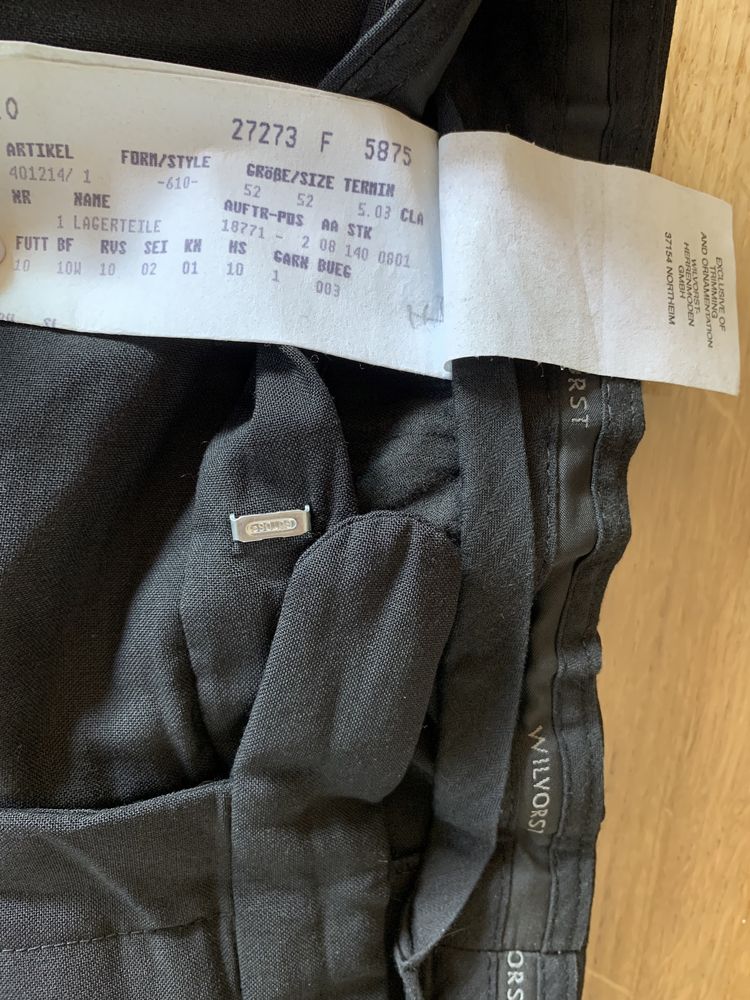 27273 F 5875
ARTIKEL FORM/STYLE GRÖßE/SIZE TERMIN
401214/ 1 -610- 52 52 5.03 CLA
NR NAME AUFTR-POS AA STK
1 LAGERTEILE 18771 - 2 08 140 0801
FUTT BF RVS SEI KN HS GARN BUEG
10 10W 10 02 01 10 1 003
EXCLUSIVE OF
TRIMMING
AND ORNAMENTATION
WILVORST-
HERRENMODEN
GMBH
37154 NORTHEIM
ORST
WILVORST
ORS